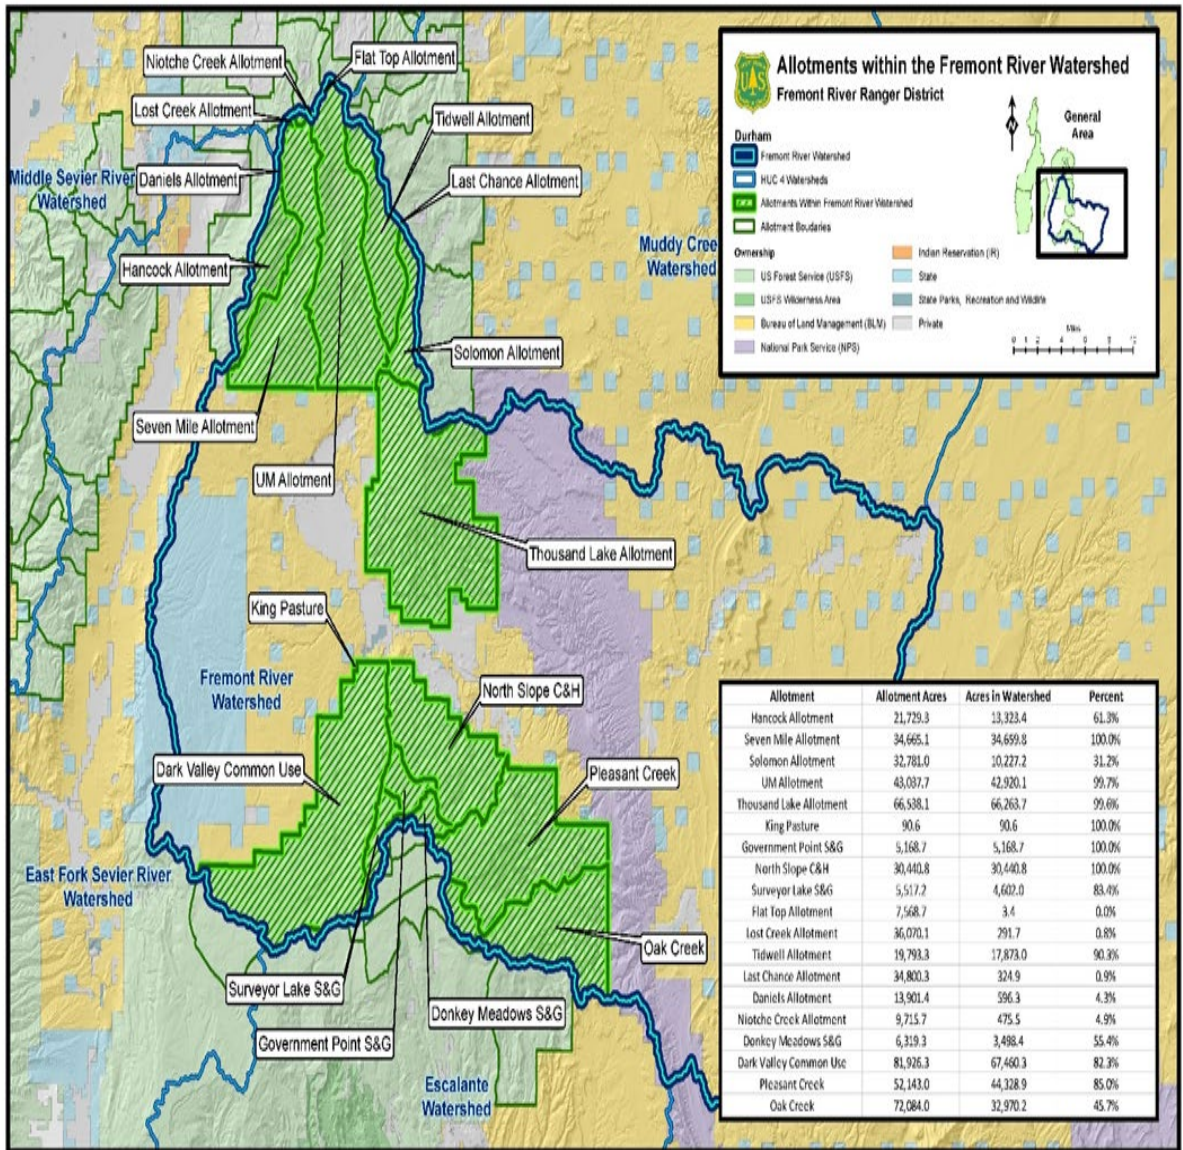 Niotche Creek Allotment
Flat Top Allotment
Lost Creek Allotment
Tidwell Allotment
Middle Sevier River
Watershed
Daniels Allotment
Last Chance Allotment
Muddy Cree
Watershed
Hancock Allotment
Solomon Allotment
Seven Mile Allotment
UM Allotment
Thousand Lake Allotment
King Pasture
Fremont River
Watershed
North Slope C&H
Dark Valley Common Use
Pleasant Creek
East Fork Sevier River
Watershed
Oak Creek
Surveyor Lake S&G
Donkey Meadows S&G
Government Point S&G
Escalante
Watershed
U S
Allotments within the Fremont River Watershed
Fremont River Ranger District
Durham
Fremont River Watershed
HUC 4 Watersheds
Allotments Within Fremont River Watershed
Allotment Boudaries
Ownership
US Forest Service (USFS)
USFS Wilderness Area
Bureau of Land Management (BLM)
National Park Service (NPS)
Indian Reservation (IR)
State
State Parks, Recreation and Wildlife
Private
N
General
Area
Miles
0 1 2 4 6 8 12
Allotment Allotment Acres Acres in Watershed Percent
Hancock Allotment 21,729.3 13,323.4 61.3%
Seven Mile Allotment 34,665.1 34,659.8 100.0%
Solomon Allotment 32,781.0 10,227.2 31.2%
UM Allotment 43,037.7 42,920.1 99.7%
Thousand Lake Allotment 66,538.1 66,263.7 99.6%
King Pasture 90.6 90.6 100.0%
Government Point S&G 5,168.7 5,168.7 100.0%
North Slope C&H 30,440.8 30,440.8 100.0%
Surveyor Lake S&G 5,517.2 4,602.0 83.4%
Flat Top Allotment 7,568.7 3.4 0.0%
Lost Creek Allotment 36,070.1 291.7 0.8%
Tidwell Allotment 19,793.3 17,873.0 90.3%
Last Chance Allotment 34,800.3 324.9 0.9%
Daniels Allotment 13,901.4 596.3 4.3%
Niotche Creek Allotment 9,715.7 475.5 4.9%
Donkey Meadows S&G 6,319.3 3,498.4 55.4%
Dark Valley Common Use 81,926.3 67,460.3 82.3%
Pleasant Creek 52,143.0 44,328.9 85.0%
Oak Creek 72,084.0 32,970.2 45.7%